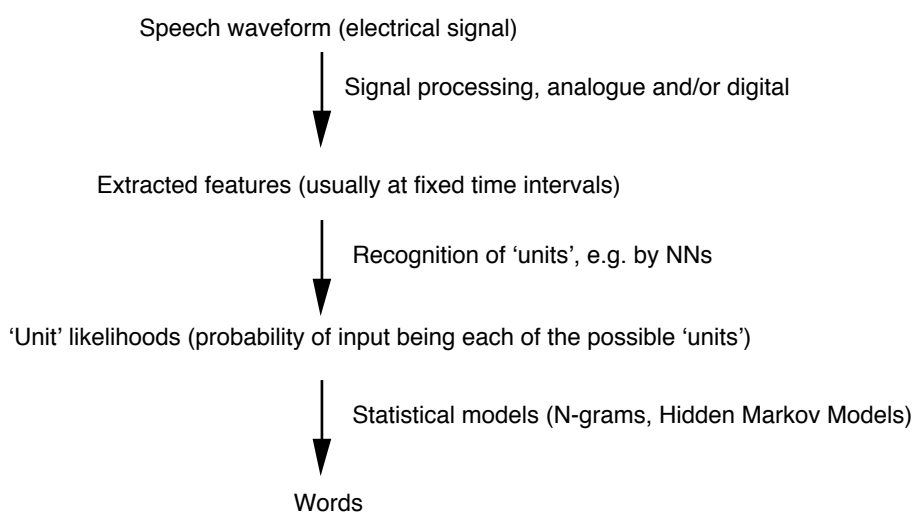 Speech waveform (electrical signal)
Signal processing, analogue and/or digital
Extracted features (usually at fixed time intervals)
Recognition of ‘units’, e.g. by NNs
‘Unit’ likelihoods (probability of input being each of the possible ‘units’)
Statistical models (N-grams, Hidden Markov Models)
Words